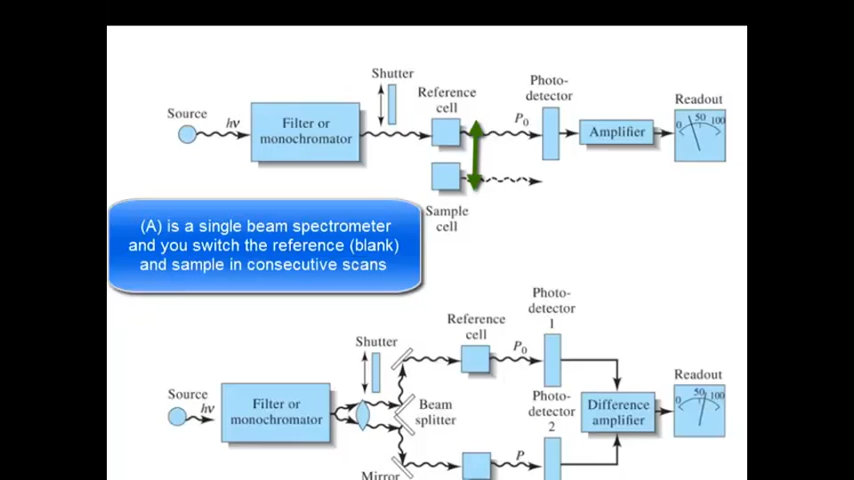 Shutter
Reference
cell
Photo-
detector
Source
hν
Filter or
monochromator
P0
Amplifier
Readout
0 50 100
Sample
cell
(A) is a single beam spectrometer
and you switch the reference (blank)
and sample in consecutive scans
Photo-
detector
1
Reference
cell
Shutter
P0
Source
hν
Filter or
monochromator
Beam
splitter
Photo-
detector
2
Difference
amplifier
Readout
0 50 100
Mirror
P